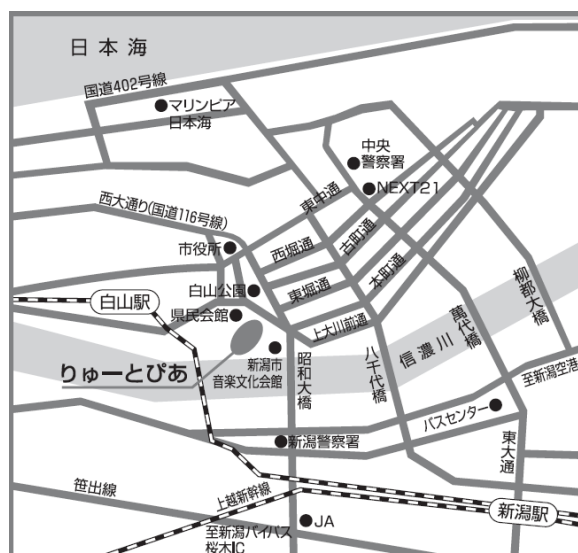 日本海
国道402号線
マリンピア
日本海
中央
警察署
NEXT21
西大通り(国道116号線)
東中通
西堀通
古町通
市役所
東堀通
本町通
柳都大橋
白山公園
白山駅
県民会館
上大川前通
信濃川
萬代橋
りゅーとぴあ
新潟市
音楽文化会館
昭和大橋
八千代橋
至新潟空港
バスセンター
新潟警察署
東大通
笹出線
上越新幹線
新潟駅
JA
至新潟バイパス
桜木IC